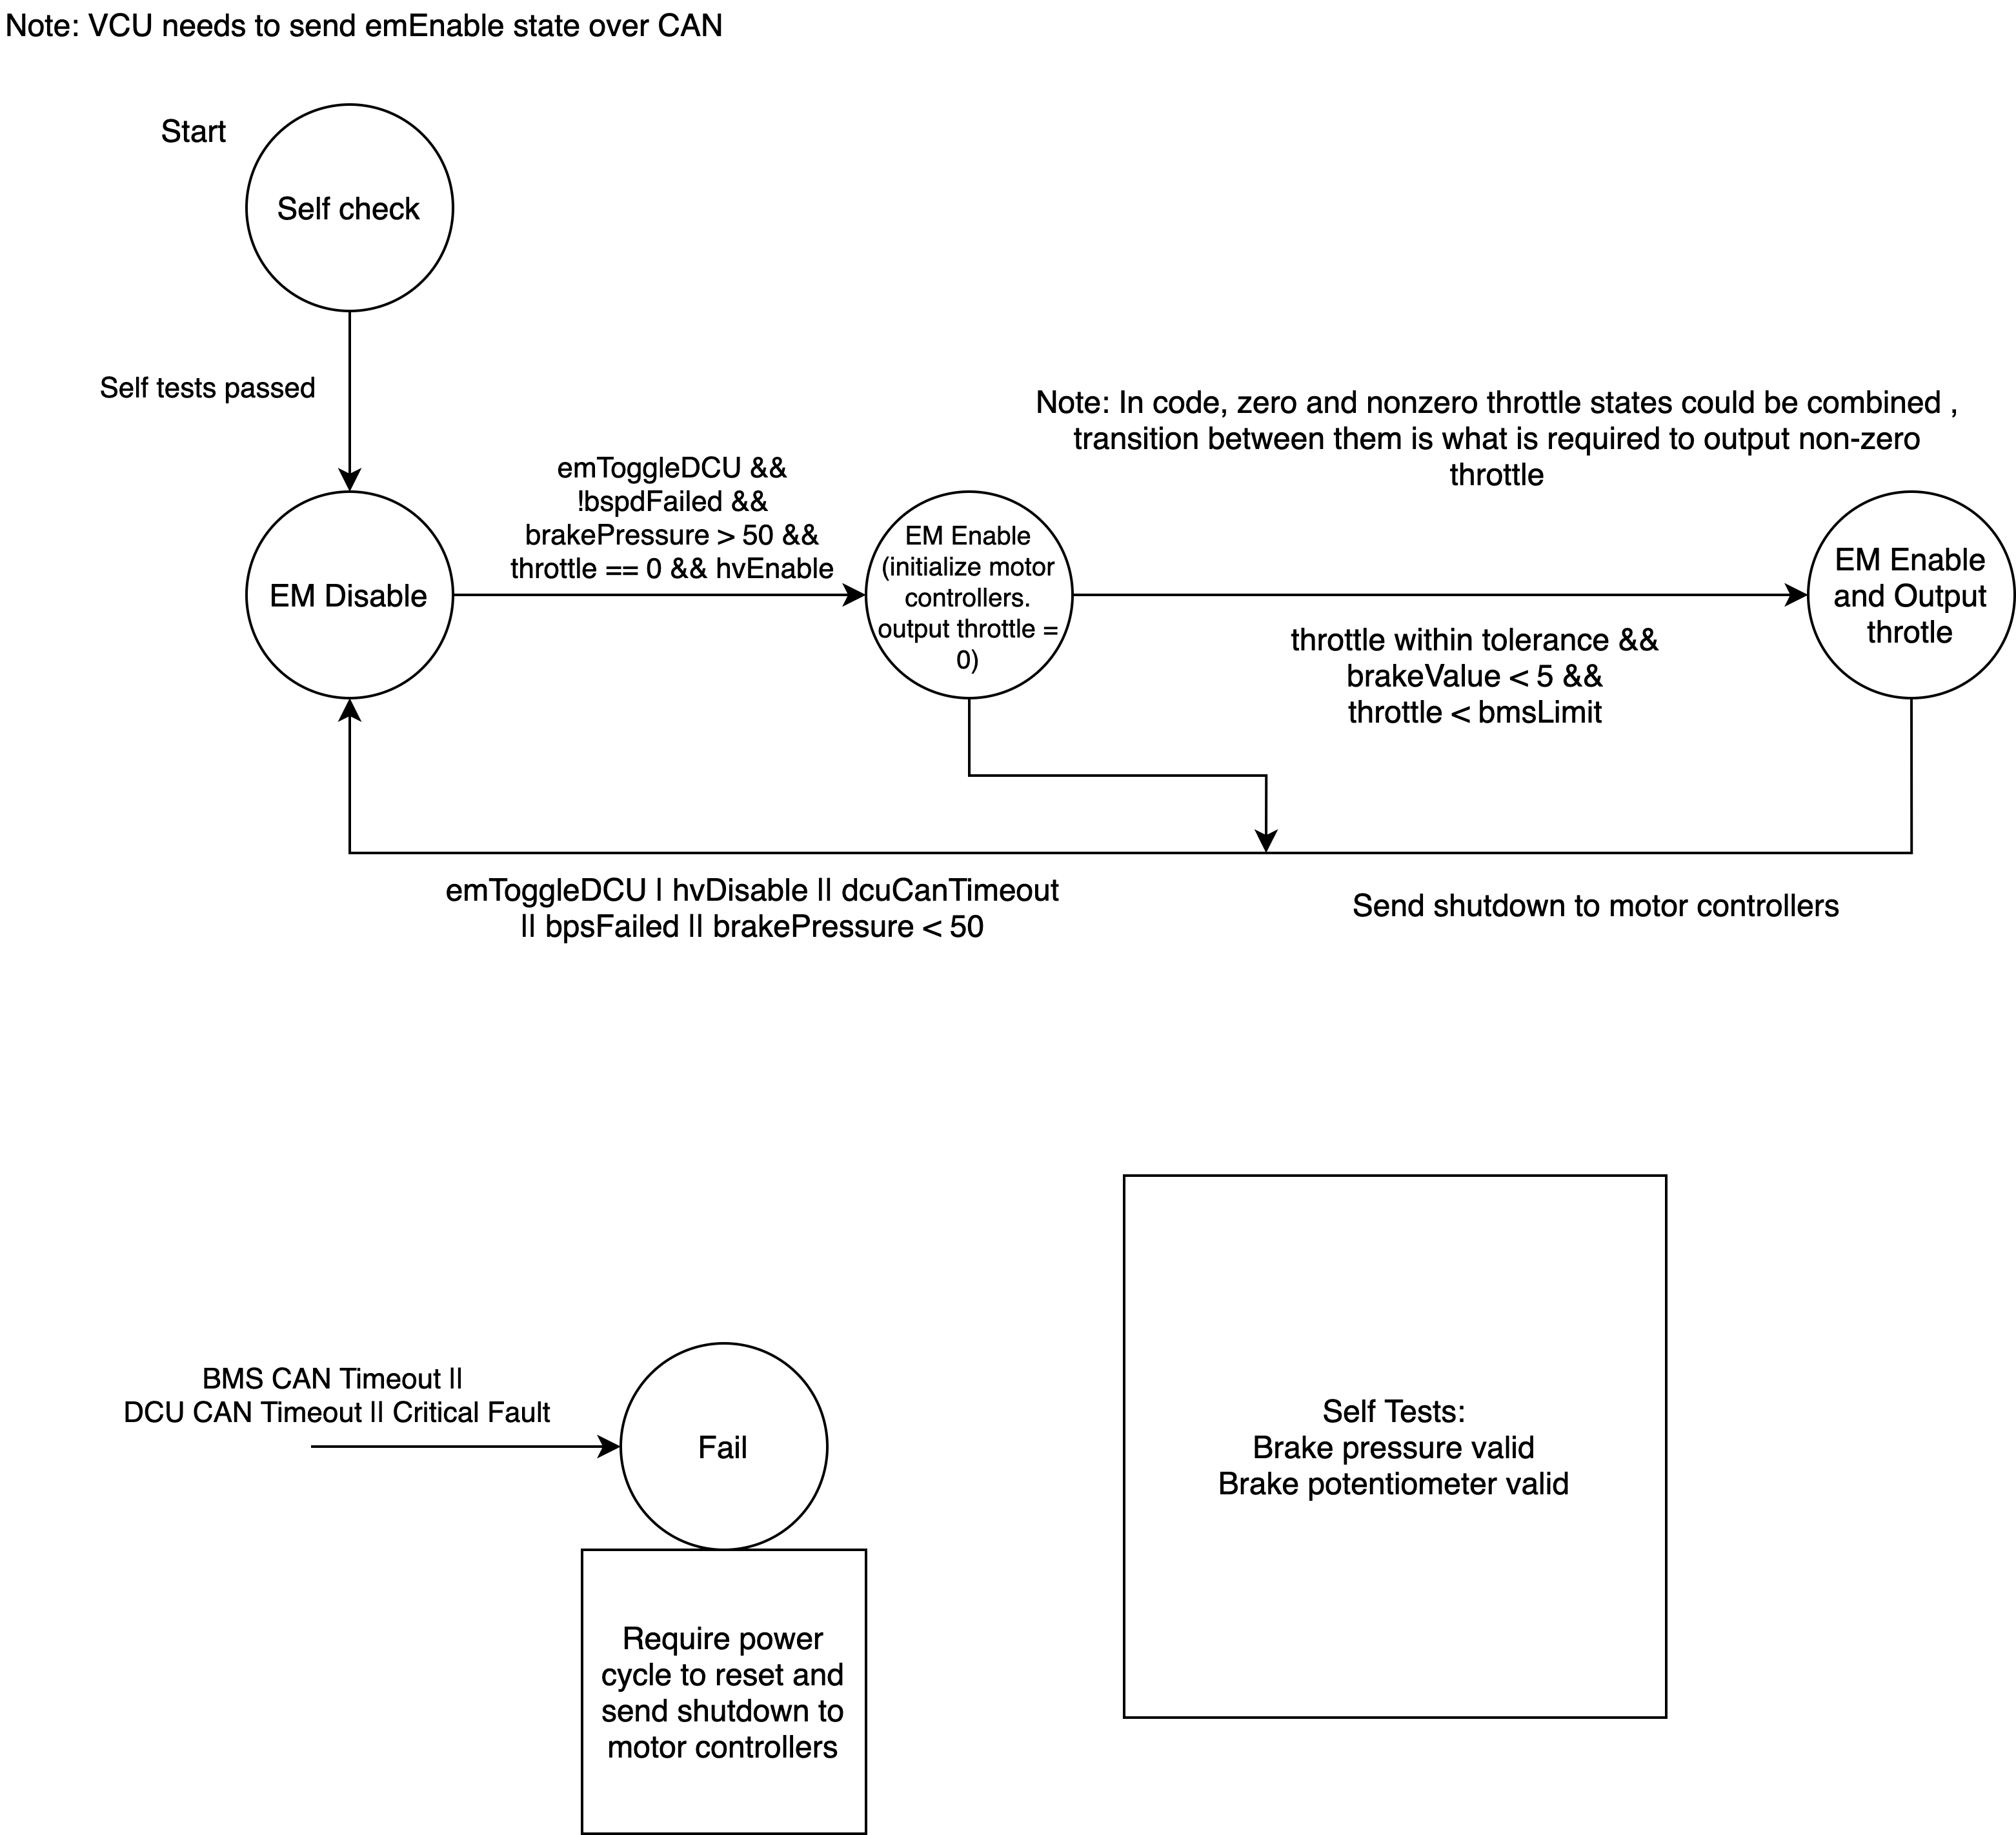 Note: VCU needs to send emEnable state over CAN
Start
Self check
Self tests passed
Note: In code, zero and nonzero throttle states could be combined ,
transition between them is what is required to output non-zero
throttle
emToggleDCU &&
!bspdFailed &&
brakePressure > 50 &&
throttle == 0 && hvEnable
EM Disable
EM Enable
(initialize motor
controllers.
output throttle =
0)
EM Enable
and Output
throtle
throttle within tolerance &&
brakeValue < 5 &&
throttle < bmsLimit
emToggleDCU | hvDisable || dcuCanTimeout
|| bpsFailed || brakePressure < 50
Send shutdown to motor controllers
BMS CAN Timeout ||
DCU CAN Timeout || Critical Fault
Fail
Self Tests:
Brake pressure valid
Brake potentiometer valid
Require power
cycle to reset and
send shutdown to
motor controllers